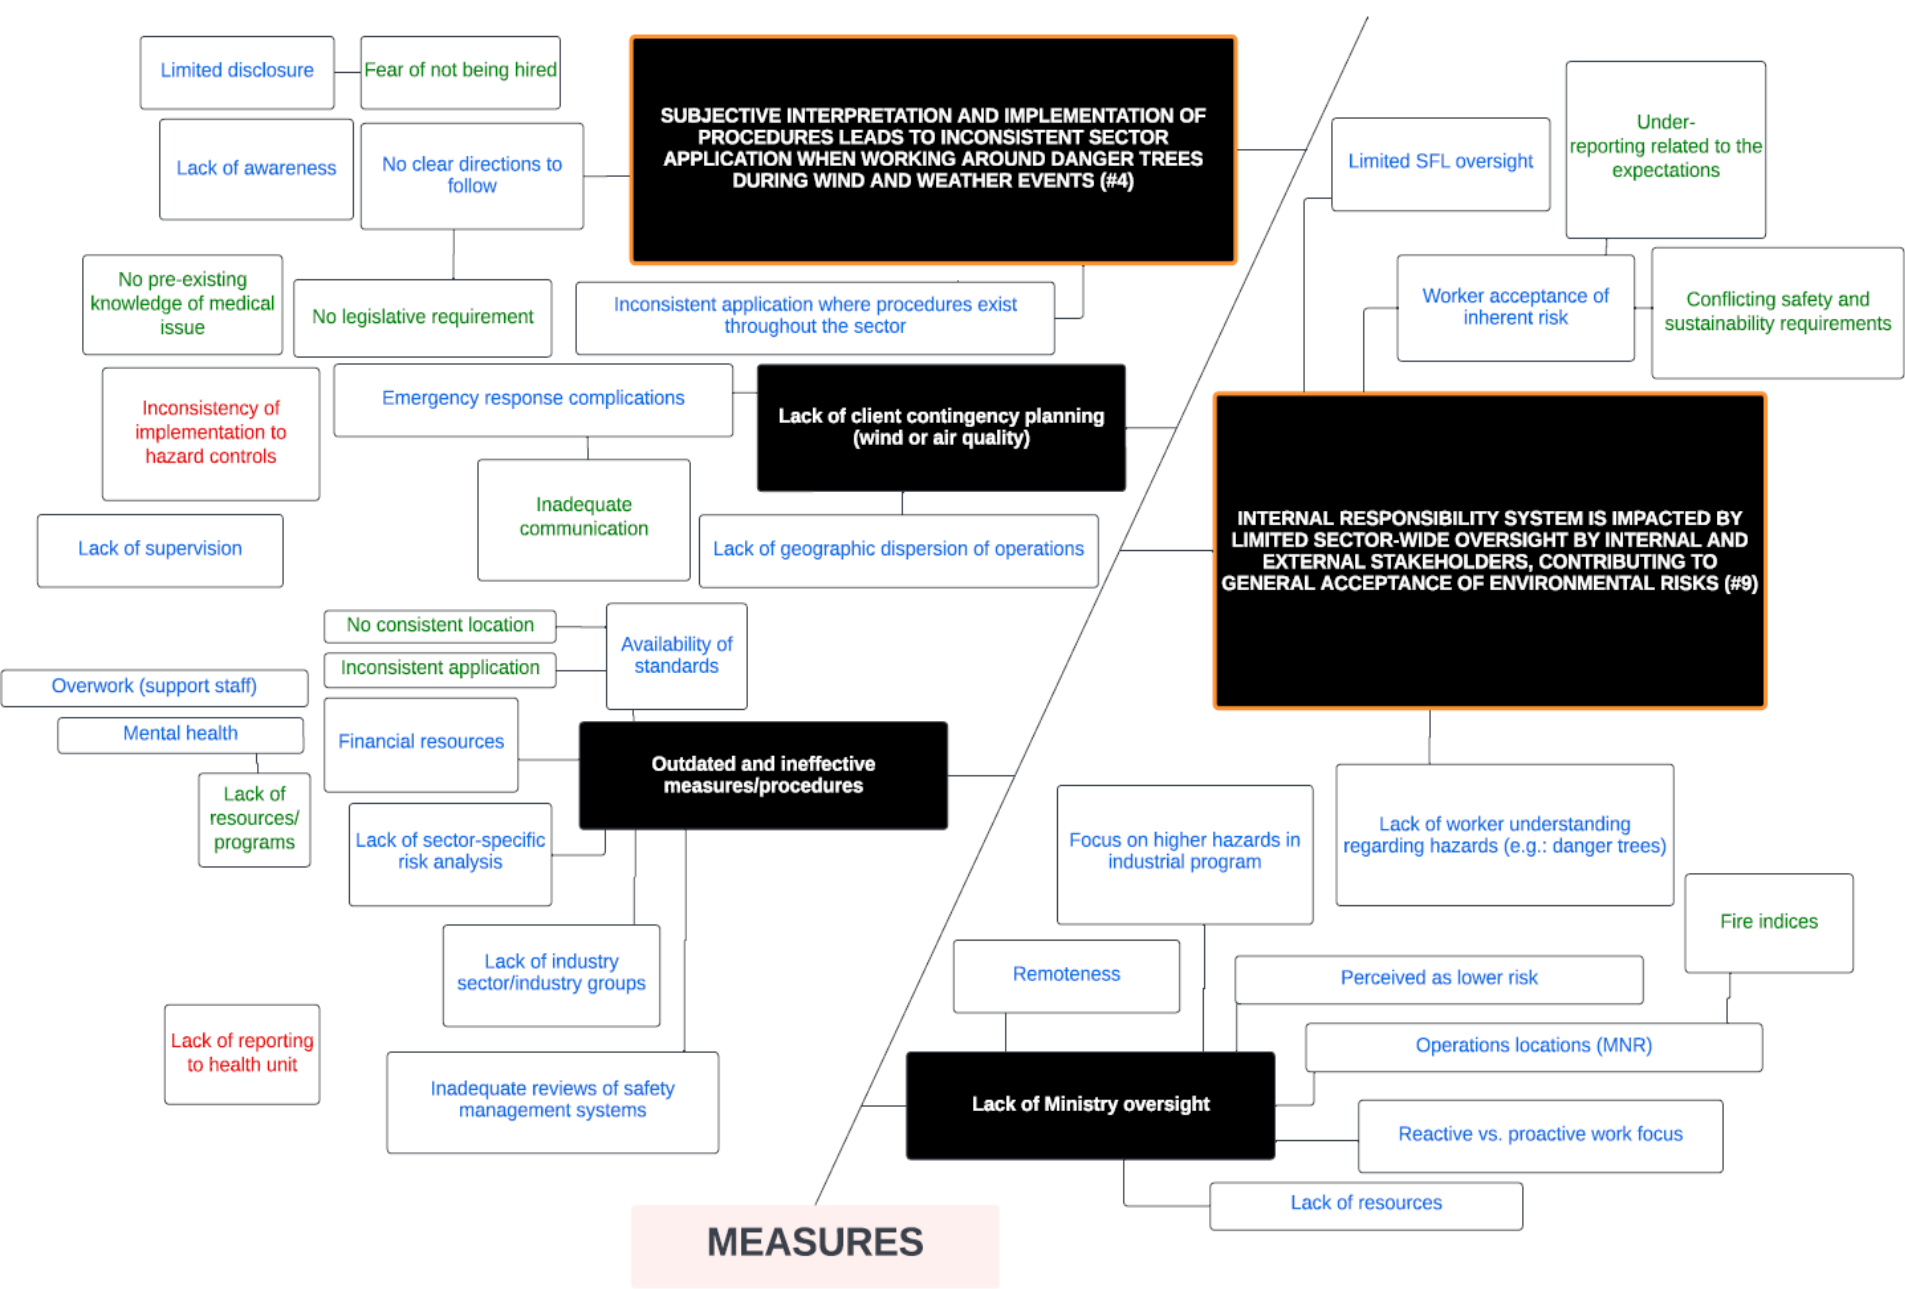 Limited disclosure
Fear of not being hired
SUBJECTIVE INTERPRETATION AND IMPLEMENTATION OF
PROCEDURES LEADS TO INCONSISTENT SECTOR
APPLICATION WHEN WORKING AROUND DANGER TREES
DURING WIND AND WEATHER EVENTS (#4)
Lack of awareness
No clear directions to
follow
Limited SFL oversight
Under-
reporting related to the
expectations
No pre-existing
knowledge of medical
issue
No legislative requirement
Inconsistent application where procedures exist
throughout the sector
Worker acceptance of
inherent risk
Conflicting safety and
sustainability requirements
Inconsistency of
implementation to
hazard controls
Emergency response complications
Lack of client contingency planning
(wind or air quality)
Inadequate
communication
Lack of supervision
Lack of geographic dispersion of operations
INTERNAL RESPONSIBILITY SYSTEM IS IMPACTED BY
LIMITED SECTOR-WIDE OVERSIGHT BY INTERNAL AND
EXTERNAL STAKEHOLDERS, CONTRIBUTING TO
GENERAL ACCEPTANCE OF ENVIRONMENTAL RISKS (#9)
No consistent location
Inconsistent application
Availability of
standards
Overwork (support staff)
Mental health
Financial resources
Outdated and ineffective
measures/procedures
Lack of
resources/
programs
Lack of sector-specific
risk analysis
Focus on higher hazards in
industrial program
Lack of worker understanding
regarding hazards (e.g.: danger trees)
Fire indices
Lack of industry
sector/industry groups
Remoteness
Perceived as lower risk
Lack of reporting
to health unit
Operations locations (MNR)
Inadequate reviews of safety
management systems
Lack of Ministry oversight
Reactive vs. proactive work focus
Lack of resources
MEASURES